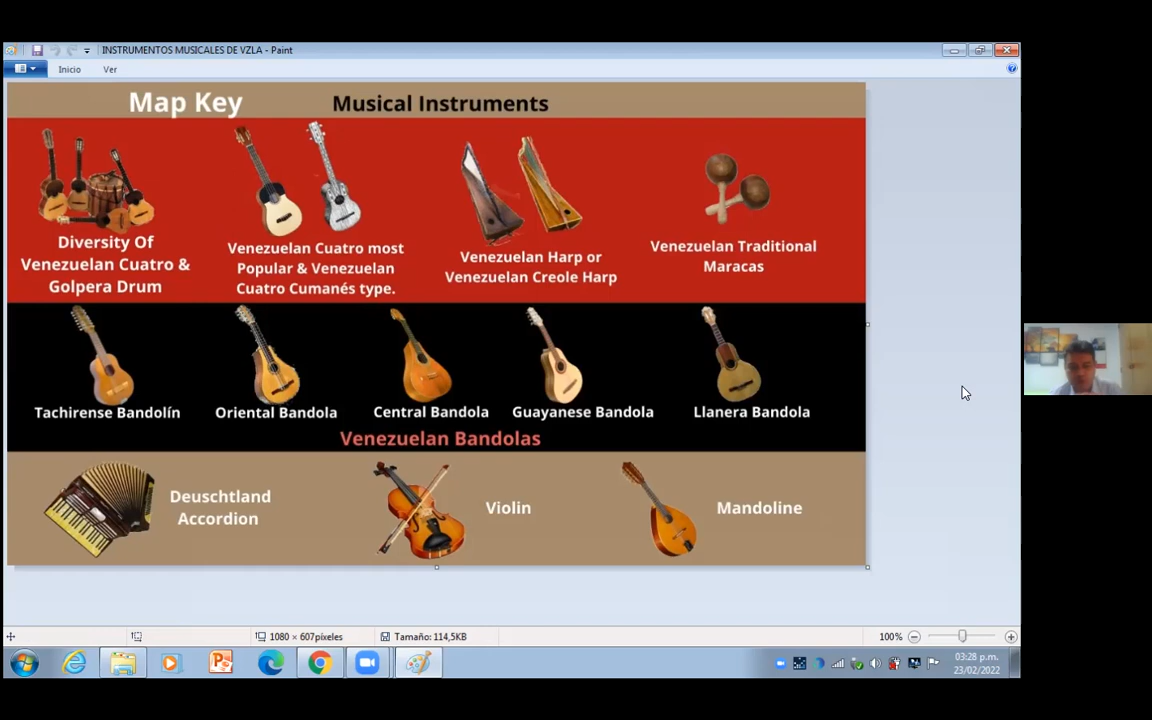 INSTRUMENTOS MUSICALES DE VZLA - Paint
Inicio
Ver
Map Key
Musical Instruments
Diversity Of
Venezuelan Cuatro &
Golpera Drum
Venezuelan Cuatro most
Popular & Venezuelan
Cuatro Cumanés type.
Venezuelan Harp or
Venezuelan Creole Harp
Venezuelan Traditional
Maracas
Tachirense Bandolín
Oriental Bandola
Central Bandola
Guayanese Bandola
Llanera Bandola
Venezuelan Bandolas
Deuschtland
Accordion
Violin
Mandoline
1080 × 607píxeles
Tamaño: 114,5KB
100%
03:28 p.m.
23/02/2022